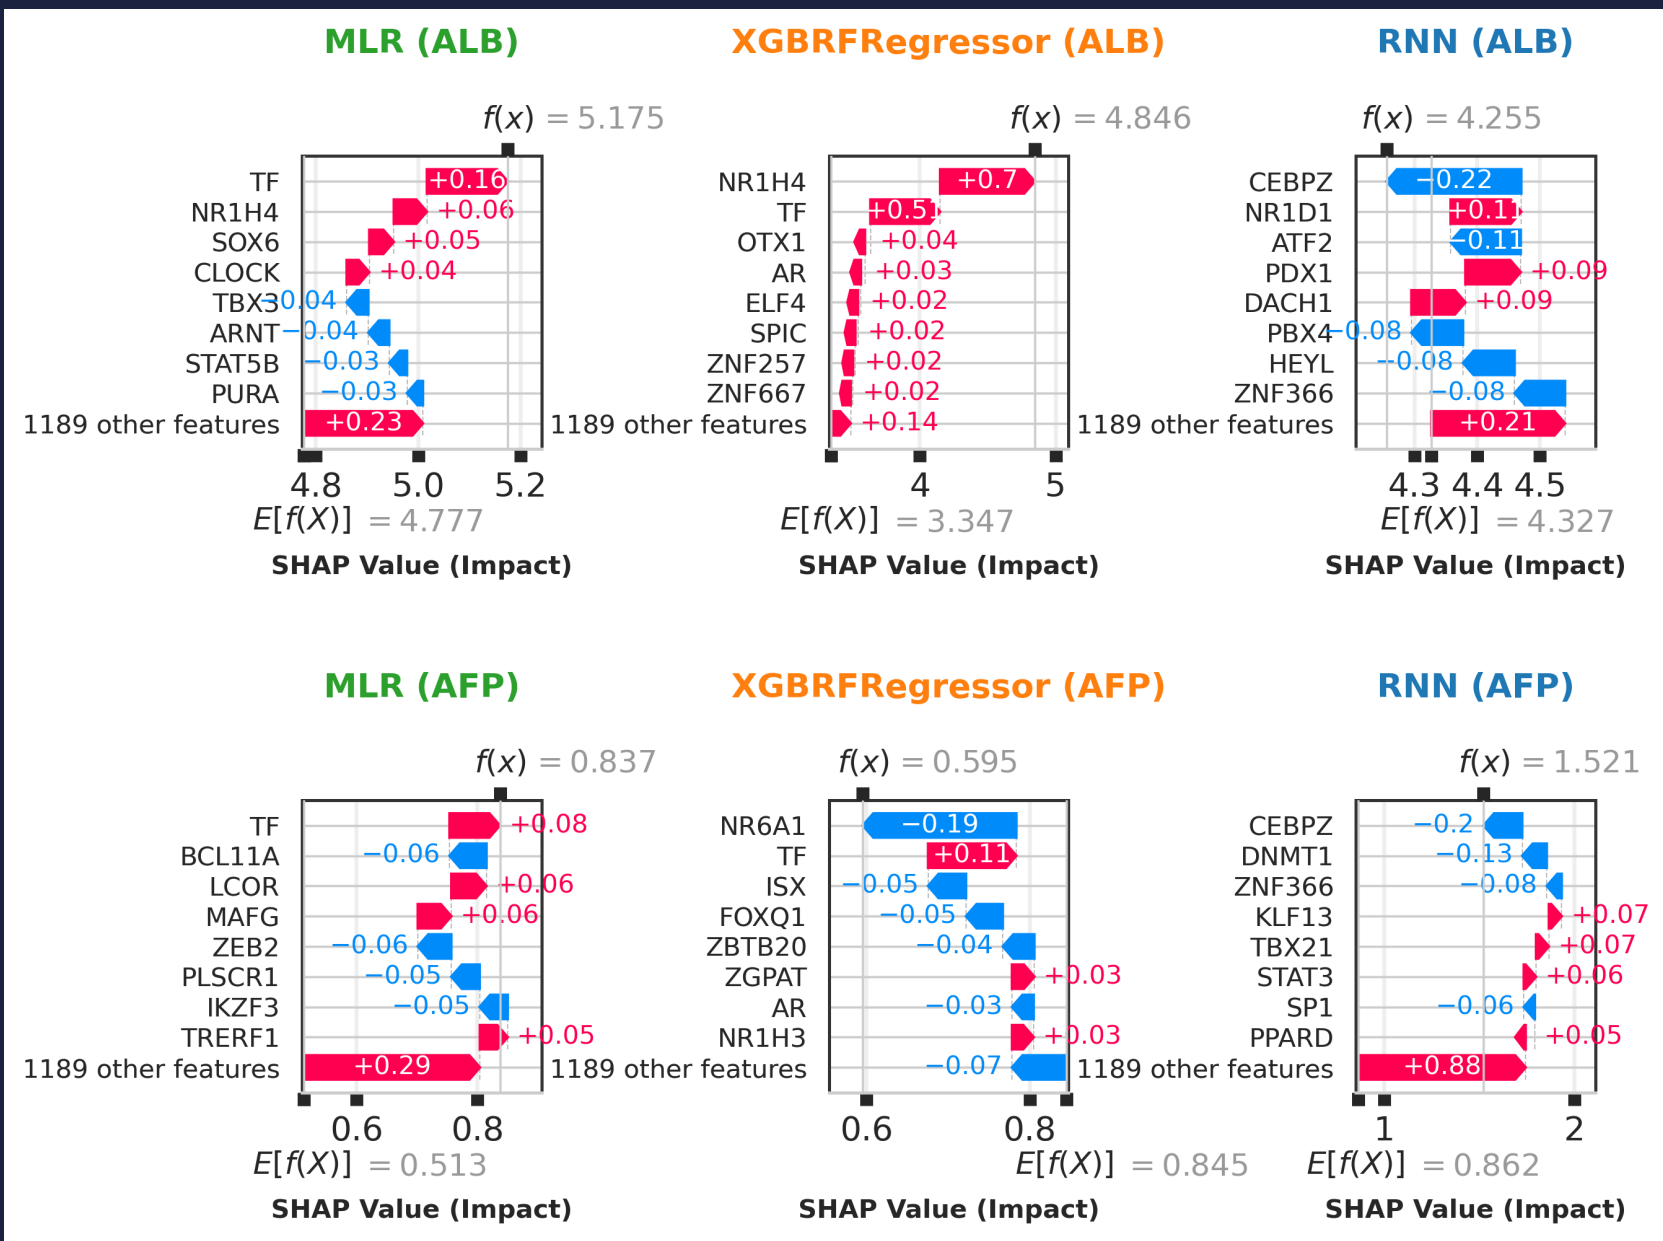 MLR (ALB)
f(x) = 5.175
TF +0.16
NR1H4 +0.06
SOX6 +0.05
CLOCK +0.04
TBX3 −0.04
ARNT −0.04
STAT5B −0.03
PURA −0.03
1189 other features +0.23
4.8 5.0 5.2
E[f(X)] = 4.777
SHAP Value (Impact)
XGBRFRegressor (ALB)
f(x) = 4.846
NR1H4 +0.7
TF +0.51
OTX1 +0.04
AR +0.03
ELF4 +0.02
SPIC +0.02
ZNF257 +0.02
ZNF667 +0.02
1189 other features +0.14
4 5
E[f(X)] = 3.347
SHAP Value (Impact)
RNN (ALB)
f(x) = 4.255
CEBPZ −0.22
NR1D1 +0.11
ATF2 −0.11
PDX1 +0.09
DACH1 +0.09
PBX4 −0.08
HEYL −0.08
ZNF366 −0.08
1189 other features +0.21
4.3 4.4 4.5
E[f(X)] = 4.327
SHAP Value (Impact)
MLR (AFP)
f(x) = 0.837
TF +0.08
BCL11A −0.06
LCOR +0.06
MAFG +0.06
ZEB2 −0.06
PLSCR1 −0.05
IKZF3 −0.05
TRERF1 +0.05
1189 other features +0.29
0.6 0.8
E[f(X)] = 0.513
SHAP Value (Impact)
XGBRFRegressor (AFP)
f(x) = 0.595
NR6A1 −0.19
TF +0.11
ISX −0.05
FOXQ1 −0.05
ZBTB20 −0.04
ZGPAT +0.03
AR −0.03
NR1H3 +0.03
1189 other features −0.07
0.6 0.8
E[f(X)] = 0.845
SHAP Value (Impact)
RNN (AFP)
f(x) = 1.521
CEBPZ −0.2
DNMT1 −0.13
ZNF366 −0.08
KLF13 +0.07
TBX21 +0.07
STAT3 +0.06
SP1 −0.06
PPARD +0.05
1189 other features +0.88
1 2
E[f(X)] = 0.862
SHAP Value (Impact)